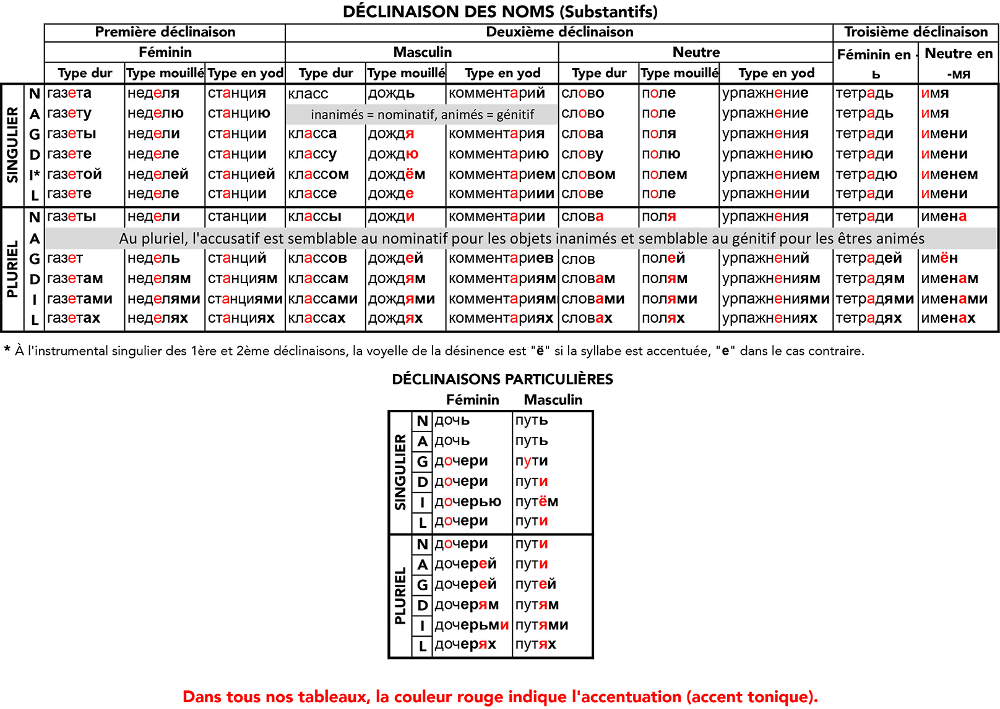 DÉCLINAISON DES NOMS (Substantifs)
Première déclinaison Deuxième déclinaison Troisième déclinaison
Féminin Masculin Neutre Féminin en -ь Neutre en -мя
Type dur Type mouillé Type en yod Type dur Type mouillé Type en yod Type dur Type mouillé Type en yod
SINGULIER
N газета неделя станция класс дождь комментарий слово поле урпажнение тетрадь имя
A газету неделю станцию inanimés = nominatif, animés = génitif слово поле урпажнение тетрадь имя
G газеты недели станции класса дождя комментария слова поля урпажнения тетради имени
D газете неделе станции классу дождю комментарию слову полю урпажнению тетради имени
I* газетой неделей станцией классом дождём комментарием словом полем урпажнением тетрадю именем
L газете неделе станции классе дожде комментариии слове поле урпажнении тетради имени
PLURIEL
N газеты недели станции классы дожди комментарии слова поля урпажнения тетради имена
A Au pluriel, l'accusatif est semblable au nominatif pour les objets inanimés et semblable au génitif pour les êtres animés
G газет недель станций классов дождей комментариев слов полей урпажнений тетрадей имён
D газетам неделям станциям классам дождям комментариям словам полям урпажнениям тетрадям именам
I газетами неделями станциями классами дождями комментариям словами полями урпажнениями тетрадями именами
L газетах неделях станциях классах дождях комментариях словах полях урпажнениях тетрадях именах
* À l'instrumental singulier des 1ère et 2ème déclinaisons, la voyelle de la désinence est "ё" si la syllabe est accentuée, "e" dans le cas contraire.
DÉCLINAISONS PARTICULIÈRES
Féminin Masculin
SINGULIER
N дочь путь
A дочь путь
G дочери пути
D дочери пути
I дочерью путём
L дочери пути
PLURIEL
N дочери пути
A дочерей пути
G дочерей путей
D дочерям путям
I дочерьми путями
L дочерях путях
Dans tous nos tableaux, la couleur rouge indique l'accentuation (accent tonique).